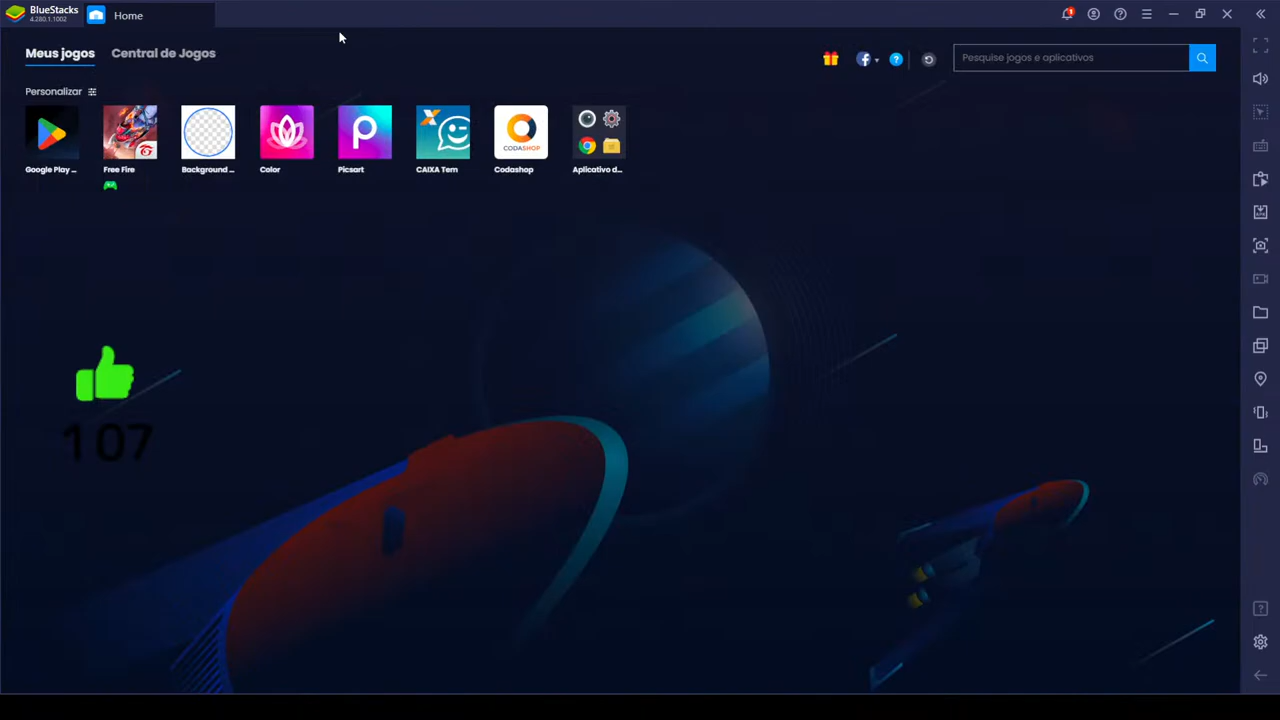 BlueStacks
4.280.1.1002
Home
Meus jogos
Central de Jogos
Pesquise jogos e aplicativos
Personalizar
Google Play ...
Free Fire
Background ...
Color
Picsart
CAIXA Tem
Codashop
Aplicativo d...
CODASHOP
107